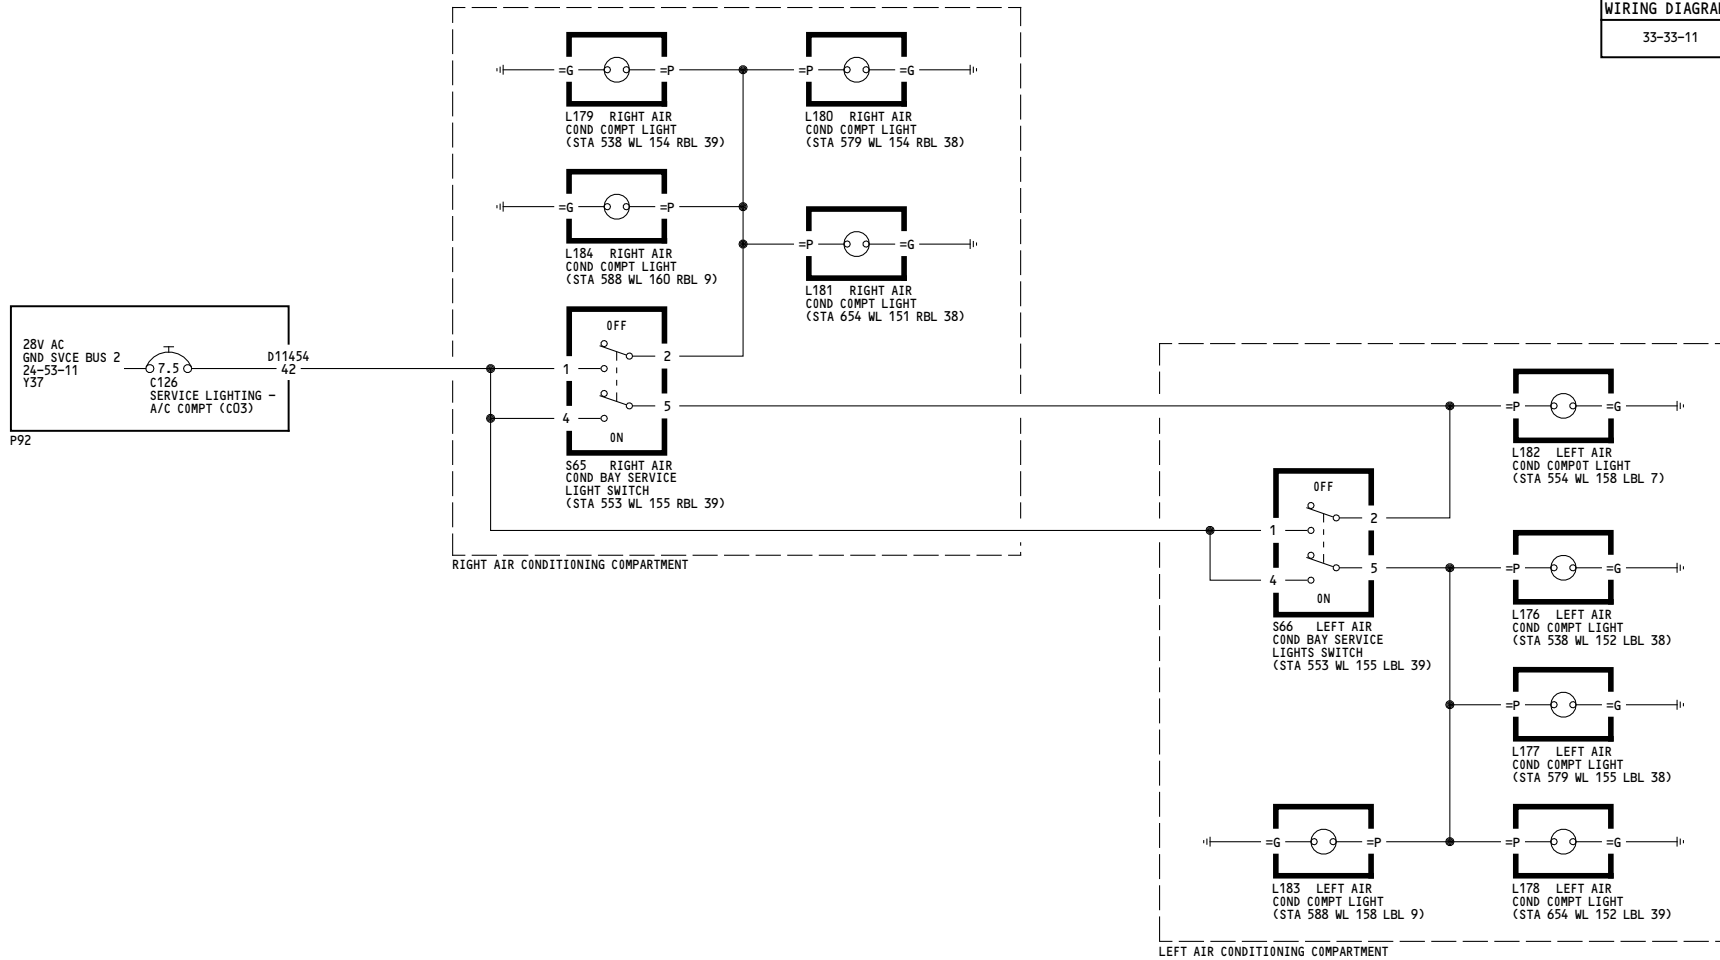 WIRING DIAGRA
33-33-11
=G
=P
L179 RIGHT AIR
COND COMPT LIGHT
(STA 538 WL 154 RBL 39)
=P
=G
L180 RIGHT AIR
COND COMPT LIGHT
(STA 579 WL 154 RBL 38)
=G
=P
L184 RIGHT AIR
COND COMPT LIGHT
(STA 588 WL 160 RBL 9)
=P
=G
L181 RIGHT AIR
COND COMPT LIGHT
(STA 654 WL 151 RBL 38)
28V AC
GND SVCE BUS 2
24-53-11
Y37
7.5
C126
SERVICE LIGHTING -
A/C COMPT (C03)
D11454
42
P92
OFF
1
2
4
5
ON
S65 RIGHT AIR
COND BAY SERVICE
LIGHT SWITCH
(STA 553 WL 155 RBL 39)
RIGHT AIR CONDITIONING COMPARTMENT
=P
=G
L182 LEFT AIR
COND COMPOT LIGHT
(STA 554 WL 158 LBL 7)
OFF
1
2
4
5
ON
S66 LEFT AIR
COND BAY SERVICE
LIGHTS SWITCH
(STA 553 WL 155 LBL 39)
=P
=G
L176 LEFT AIR
COND COMPT LIGHT
(STA 538 WL 152 LBL 38)
=P
=G
L177 LEFT AIR
COND COMPT LIGHT
(STA 579 WL 155 LBL 38)
=G
=P
L183 LEFT AIR
COND COMPT LIGHT
(STA 588 WL 158 LBL 9)
=P
=G
L178 LEFT AIR
COND COMPT LIGHT
(STA 654 WL 152 LBL 39)
LEFT AIR CONDITIONING COMPARTMENT